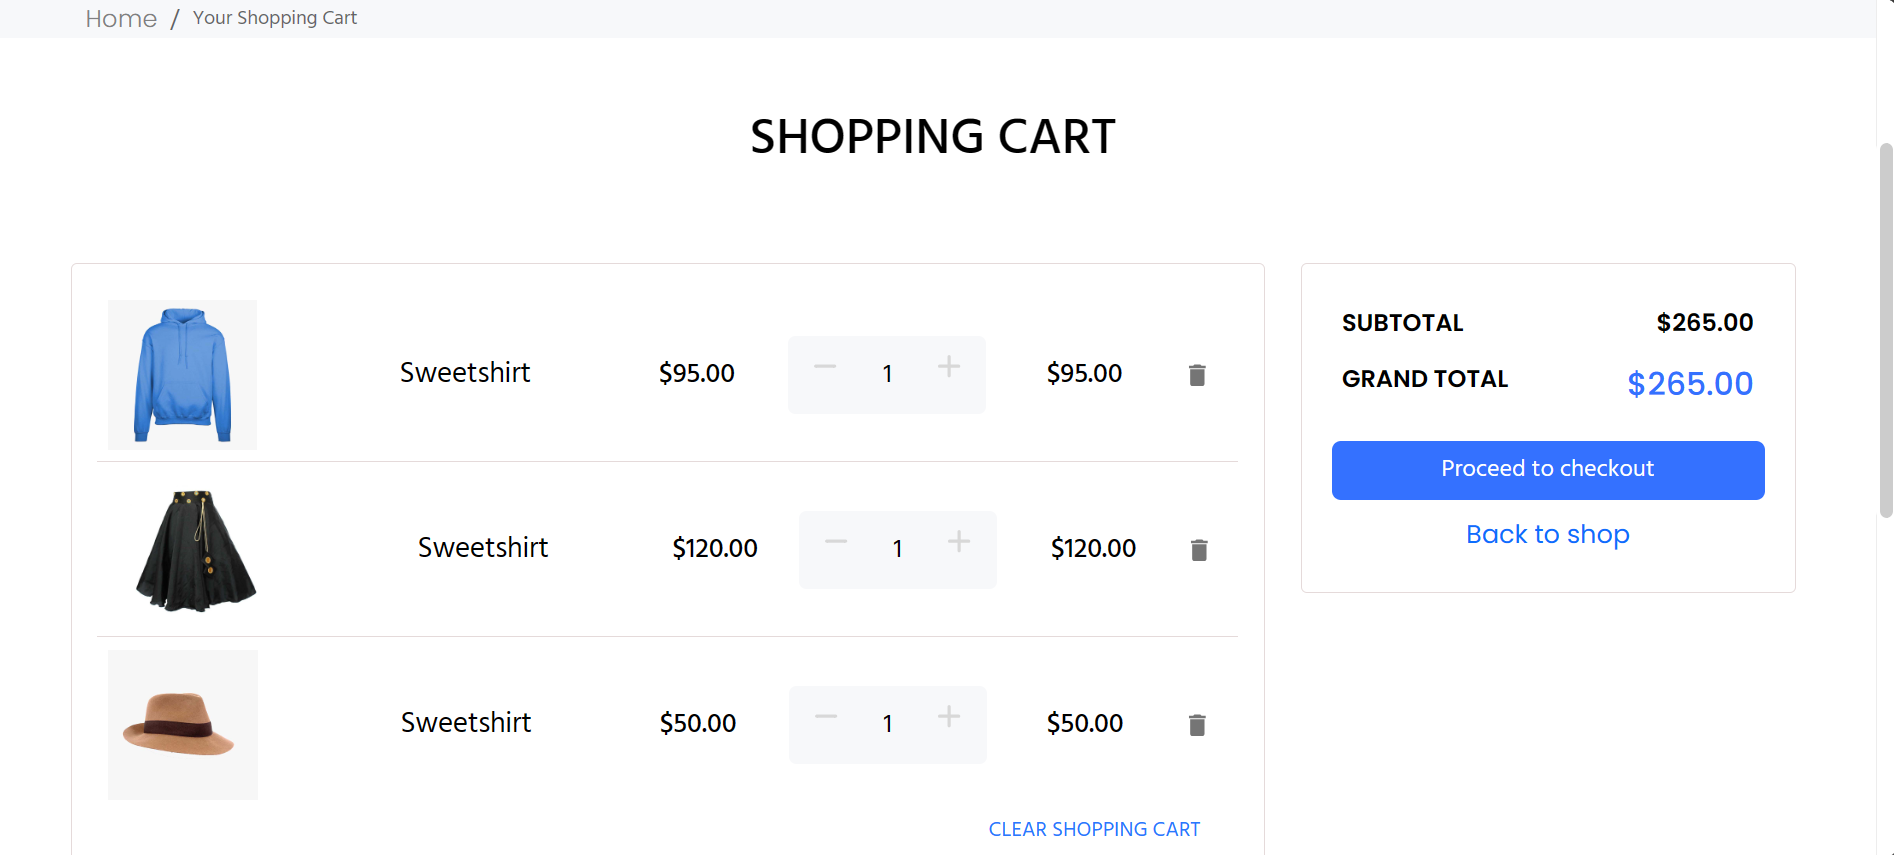 Home / Your Shopping Cart
SHOPPING CART
Sweetshirt $95.00 − 1 + $95.00
Sweetshirt $120.00 − 1 + $120.00
Sweetshirt $50.00 − 1 + $50.00
CLEAR SHOPPING CART
SUBTOTAL $265.00
GRAND TOTAL $265.00
Proceed to checkout
Back to shop